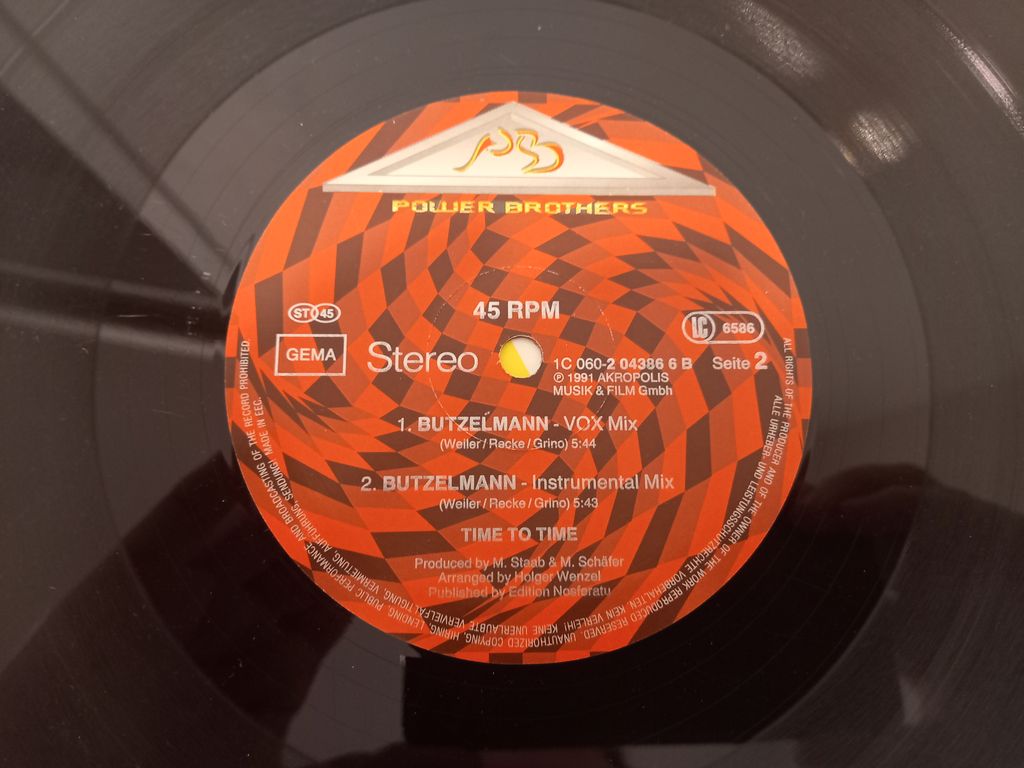 PB
POWER BROTHERS
45 RPM
ST 45
GEMA
Stereo
LC 6586
1C 060-2 04386 6 B
Seite 2
℗ 1991 AKROPOLIS
MUSIK & FILM Gmbh
1. BUTZELMANN - VOX Mix
(Weiler / Recke / Grino) 5:44
2. BUTZELMANN - Instrumental Mix
(Weiler / Recke / Grino) 5:43
TIME TO TIME
Produced by M. Staab & M. Schäfer
Arranged by Holger Wenzel
Published by Edition Nosferatu
ALL RIGHTS OF THE PRODUCER AND OF THE OWNER OF THE WORK REPRODUCED RESERVED. UNAUTHORIZED COPYING, HIRING, LENDING, PUBLIC PERFORMANCE AND BROADCASTING OF THE RECORD PROHIBITED
ALLE URHEBER- UND LEISTUNGSSCHUTZRECHTE VORBEHALTEN. KEIN VERLEIH! KEINE UNERLAUBTE VERVIELFÄLTIGUNG, VERMIETUNG, AUFFÜHRUNG, SENDUNG! MADE IN EEC.